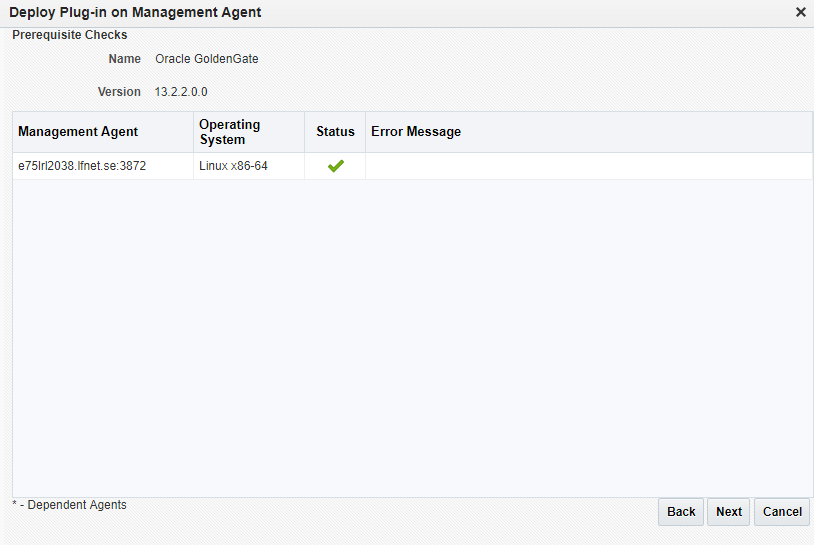 Deploy Plug-in on Management Agent
Prerequisite Checks
Name Oracle GoldenGate
Version 13.2.2.0.0
Management Agent Operating System Status Error Message
e75lrl2038.lfnet.se:3872 Linux x86-64
* - Dependent Agents
Back Next Cancel